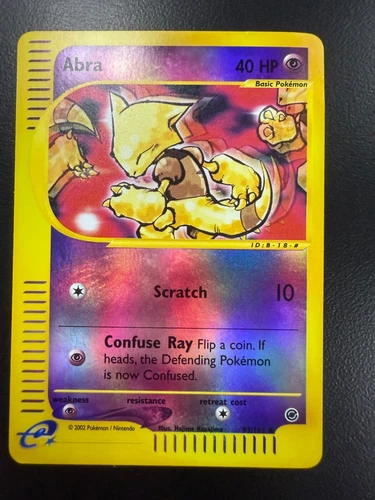 Abra 40 HP
Basic Pokémon
ID:B-18-#
Scratch 10
Confuse Ray Flip a coin. If
heads, the Defending Pokémon
is now Confused.
weakness resistance retreat cost
© 2002 Pokémon / Nintendo Illus. Hajime Kusajima